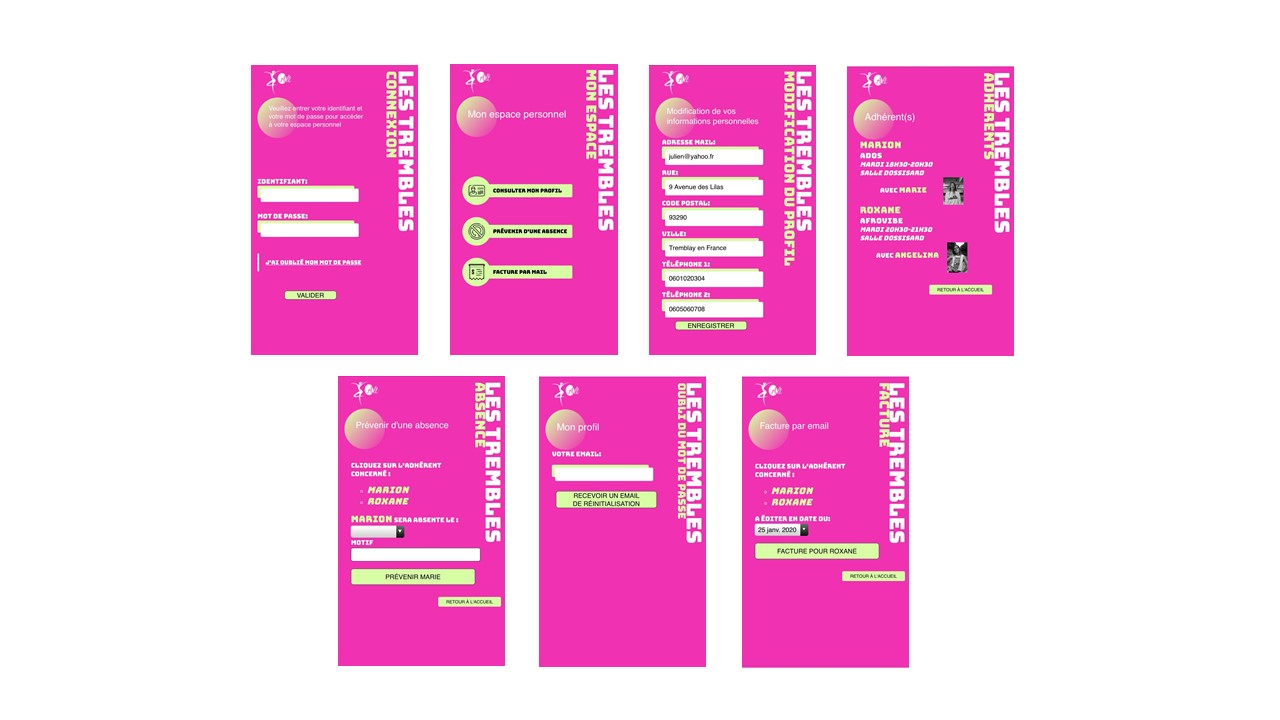 LES TREMBLES
CONNEXION
Veuillez entrer votre identifiant et
votre mot de passe pour accéder
à votre espace personnel
IDENTIFIANT:
MOT DE PASSE:
J'AI OUBLIÉ MON MOT DE PASSE
VALIDER
LES TREMBLES
MON ESPACE
Mon espace personnel
CONSULTER MON PROFIL
PRÉVENIR D'UNE ABSENCE
FACTURE PAR MAIL
LES TREMBLES
MODIFICATION DU PROFIL
Modification de vos
informations personnelles
ADRESSE MAIL:
julien@yahoo.fr
RUE:
9 Avenue des Lilas
CODE POSTAL:
93290
VILLE:
Tremblay en France
TÉLÉPHONE 1:
0601020304
TÉLÉPHONE 2:
0605060708
ENREGISTRER
LES TREMBLES
ADHÉRENTS
Adhérent(s)
MARION
ADOS
MARDI 18H30-20H30
SALLE DOSSISARD
AVEC MARIE
ROXANE
AFROVIBE
MARDI 20H30-21H30
SALLE DOSSISARD
AVEC ANGELINA
RETOUR À L'ACCUEIL
LES TREMBLES
ABSENCE
Prévenir d'une absence
CLIQUEZ SUR L'ADHÉRENT
CONCERNÉ :
MARION
ROXANE
MARION SERA ABSENTE LE :
MOTIF
PRÉVENIR MARIE
RETOUR À L'ACCUEIL
LES TREMBLES
OUBLI DU MOT DE PASSE
Mon profil
VOTRE EMAIL:
RECEVOIR UN EMAIL
DE RÉINITIALISATION
LES TREMBLES
FACTURE
Facture par email
CLIQUEZ SUR L'ADHÉRENT
CONCERNÉ :
MARION
ROXANE
A ÉDITER EN DATE DU:
25 janv. 2020
FACTURE POUR ROXANE
RETOUR À L'ACCUEIL